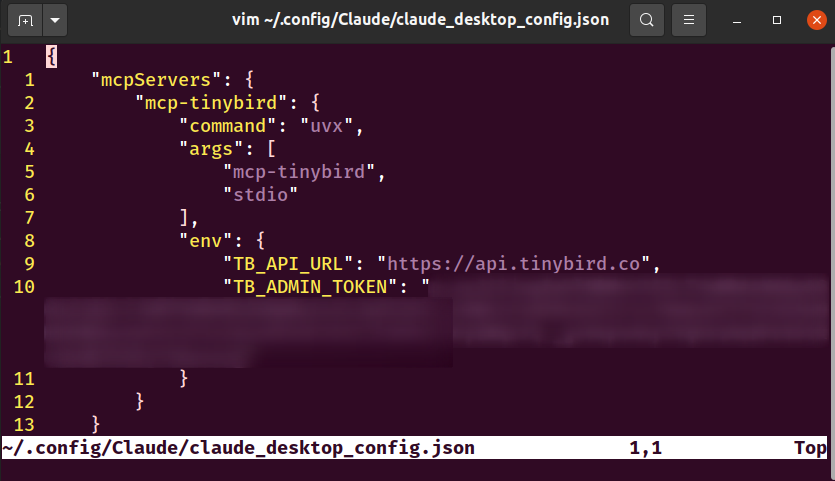 vim ~/.config/Claude/claude_desktop_config.json
1 {
1 "mcpServers": {
2 "mcp-tinybird": {
3 "command": "uvx",
4 "args": [
5 "mcp-tinybird",
6 "stdio"
7 ],
8 "env": {
9 "TB_API_URL": "https://api.tinybird.co",
10 "TB_ADMIN_TOKEN": "
11 }
12 }
13 }
~/.config/Claude/claude_desktop_config.json 1,1 Top